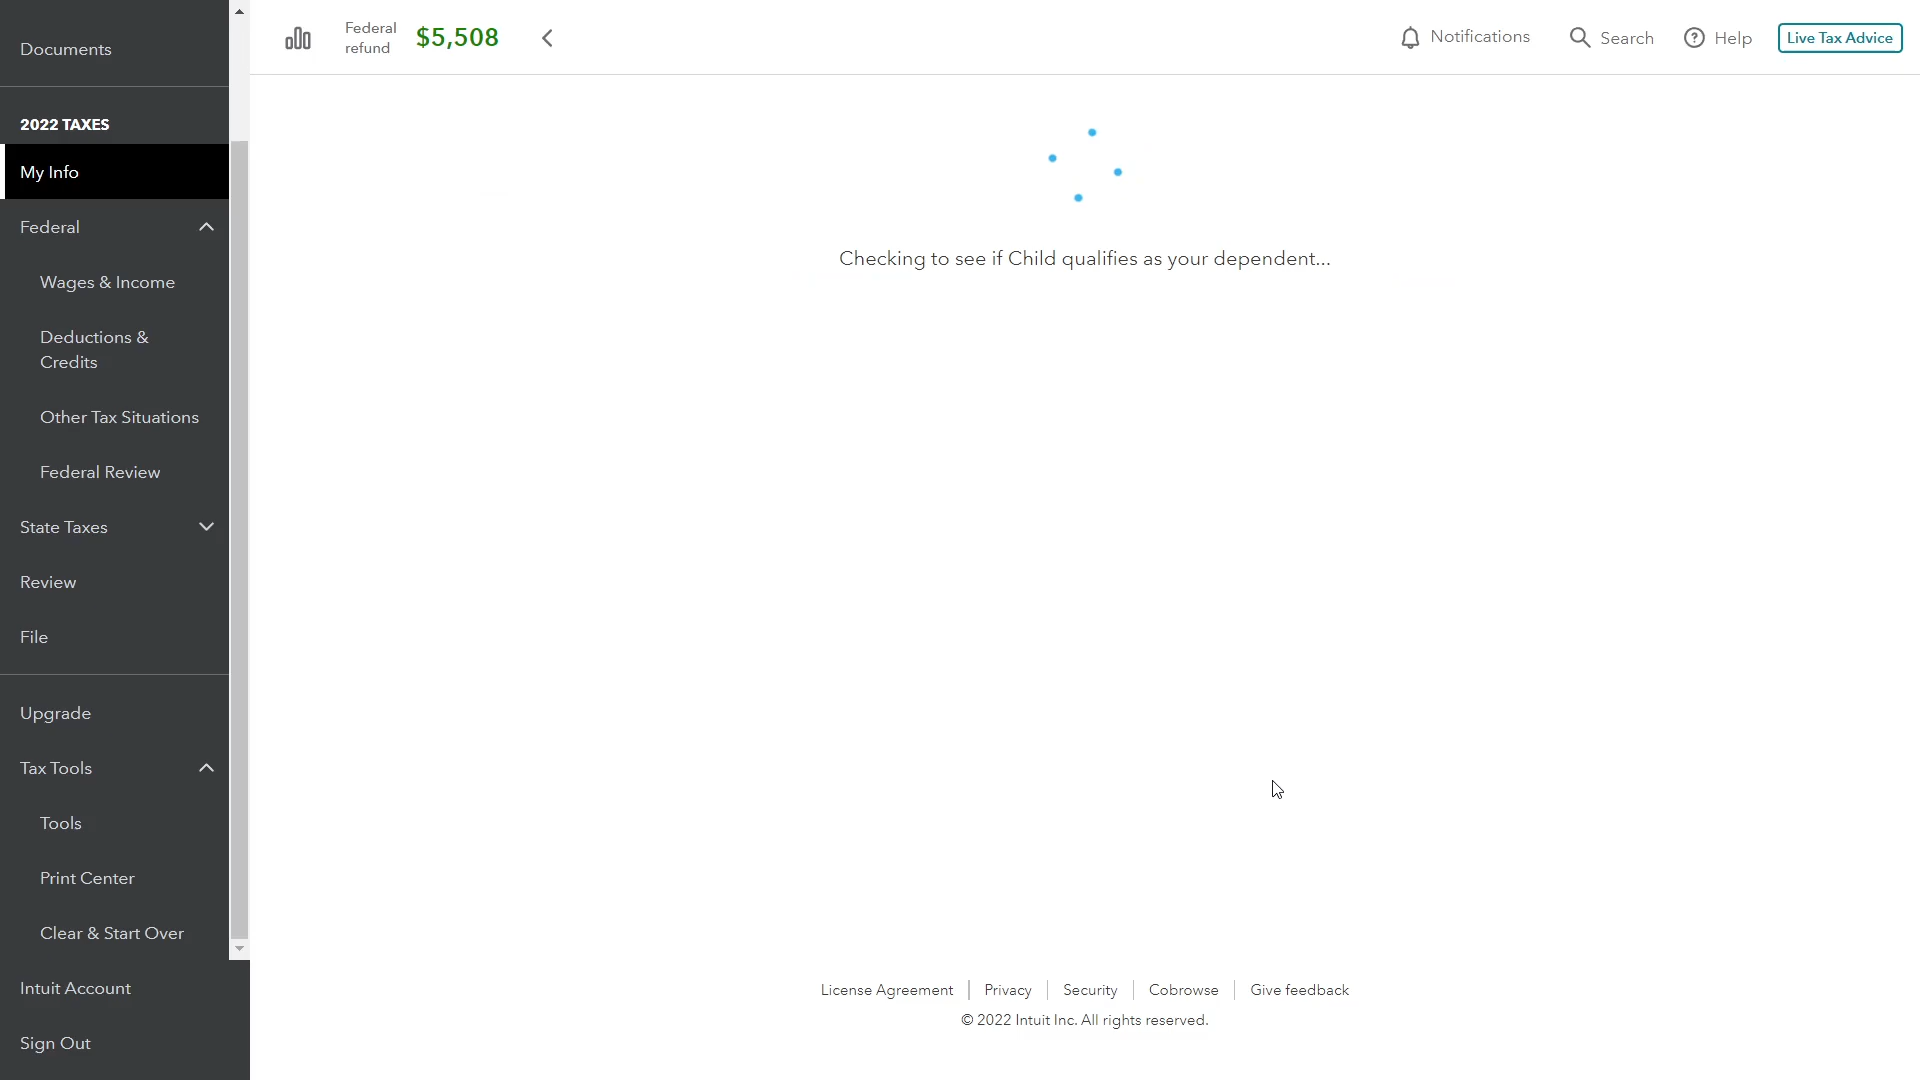 Documents
2022 TAXES
My Info
Federal
Wages & Income
Deductions &
Credits
Other Tax Situations
Federal Review
State Taxes
Review
File
Upgrade
Tax Tools
Tools
Print Center
Clear & Start Over
Intuit Account
Sign Out
Federal
refund
$5,508
Notifications
Search
Help
Live Tax Advice
Checking to see if Child qualifies as your dependent...
License Agreement
Privacy
Security
Cobrowse
Give feedback
© 2022 Intuit Inc. All rights reserved.